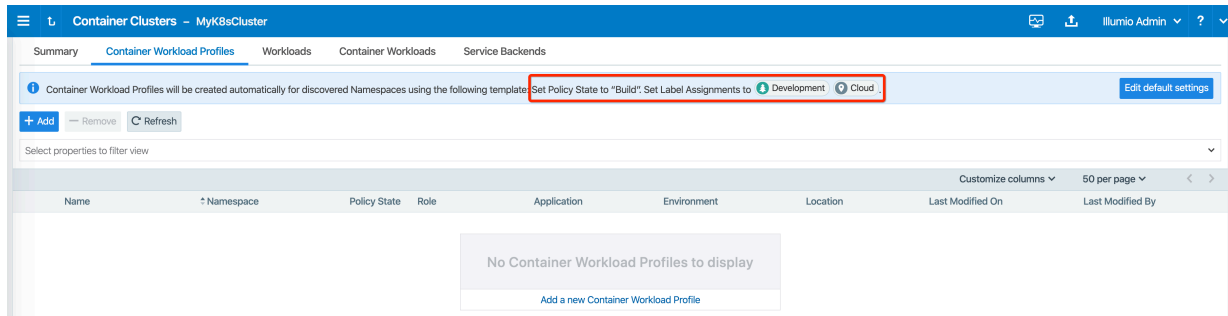 Container Clusters – MyK8sCluster
Illumio Admin
?
Summary Container Workload Profiles Workloads Container Workloads Service Backends
Container Workload Profiles will be created automatically for discovered Namespaces using the following template: Set Policy State to “Build”. Set Label Assignments to Development Cloud .
Edit default settings
+ Add − Remove Refresh
Select properties to filter view
Customize columns 50 per page < >
Name Namespace Policy State Role Application Environment Location Last Modified On Last Modified By
No Container Workload Profiles to display
Add a new Container Workload Profile